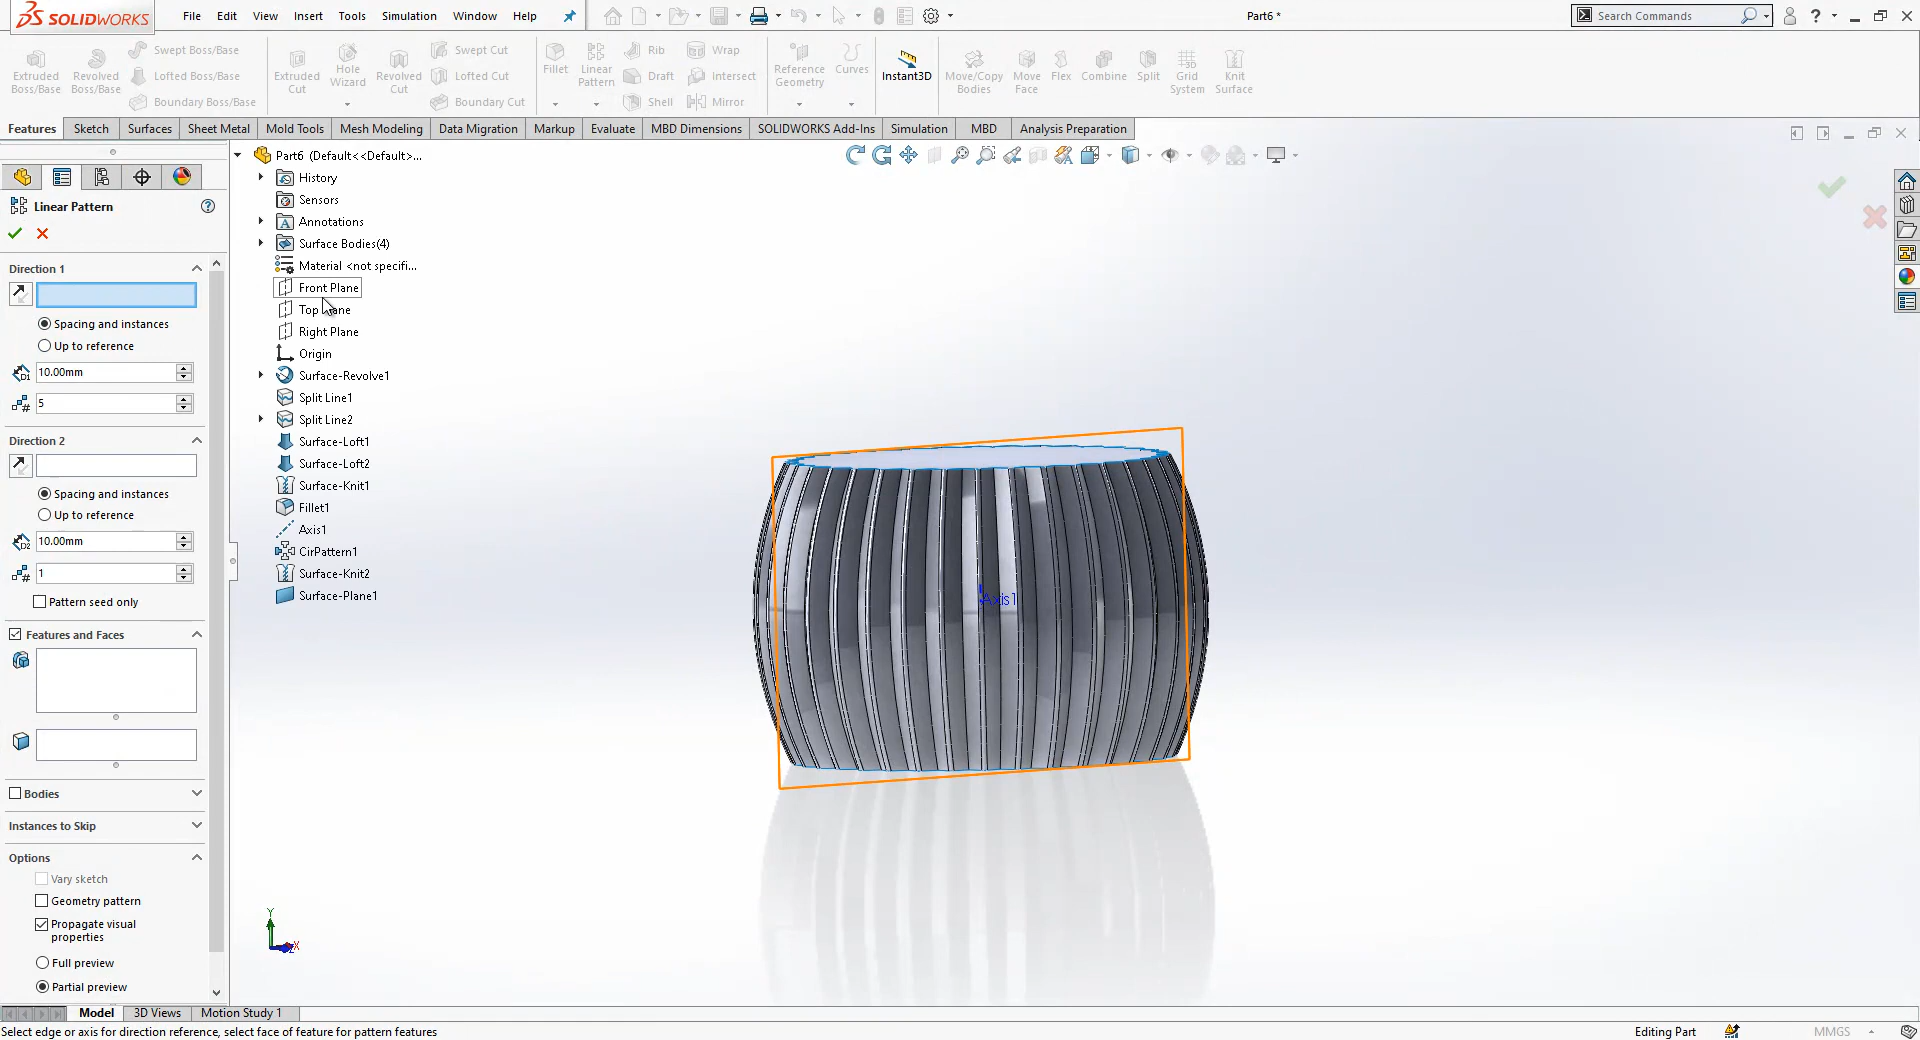 SOLIDWORKS
File Edit View Insert Tools Simulation Window Help
Part6 *
Search Commands
Extruded Boss/Base
Revolved Boss/Base
Swept Boss/Base
Lofted Boss/Base
Boundary Boss/Base
Extruded Cut
Hole Wizard
Revolved Cut
Swept Cut
Lofted Cut
Boundary Cut
Fillet
Linear Pattern
Rib
Draft
Shell
Wrap
Intersect
Mirror
Reference Geometry
Curves
Instant3D
Move/Copy Bodies
Move Face
Flex
Combine
Split
Grid System
Knit Surface
Features Sketch Surfaces Sheet Metal Mold Tools Mesh Modeling Data Migration Markup Evaluate MBD Dimensions SOLIDWORKS Add-Ins Simulation MBD Analysis Preparation
Linear Pattern
Direction 1
Spacing and instances
Up to reference
10.00mm
5
Direction 2
Spacing and instances
Up to reference
10.00mm
1
Pattern seed only
Features and Faces
Bodies
Instances to Skip
Options
Vary sketch
Geometry pattern
Propagate visual
properties
Full preview
Partial preview
Part6 (Default<<Default>...
History
Sensors
Annotations
Surface Bodies(4)
Material <not specifi...
Front Plane
Top Plane
Right Plane
Origin
Surface-Revolve1
Split Line1
Split Line2
Surface-Loft1
Surface-Loft2
Surface-Knit1
Fillet1
Axis1
CirPattern1
Surface-Knit2
Surface-Plane1
Axis1
Y
X
Z
Model 3D Views Motion Study 1
Select edge or axis for direction reference, select face of feature for pattern features
Editing Part
MMGS